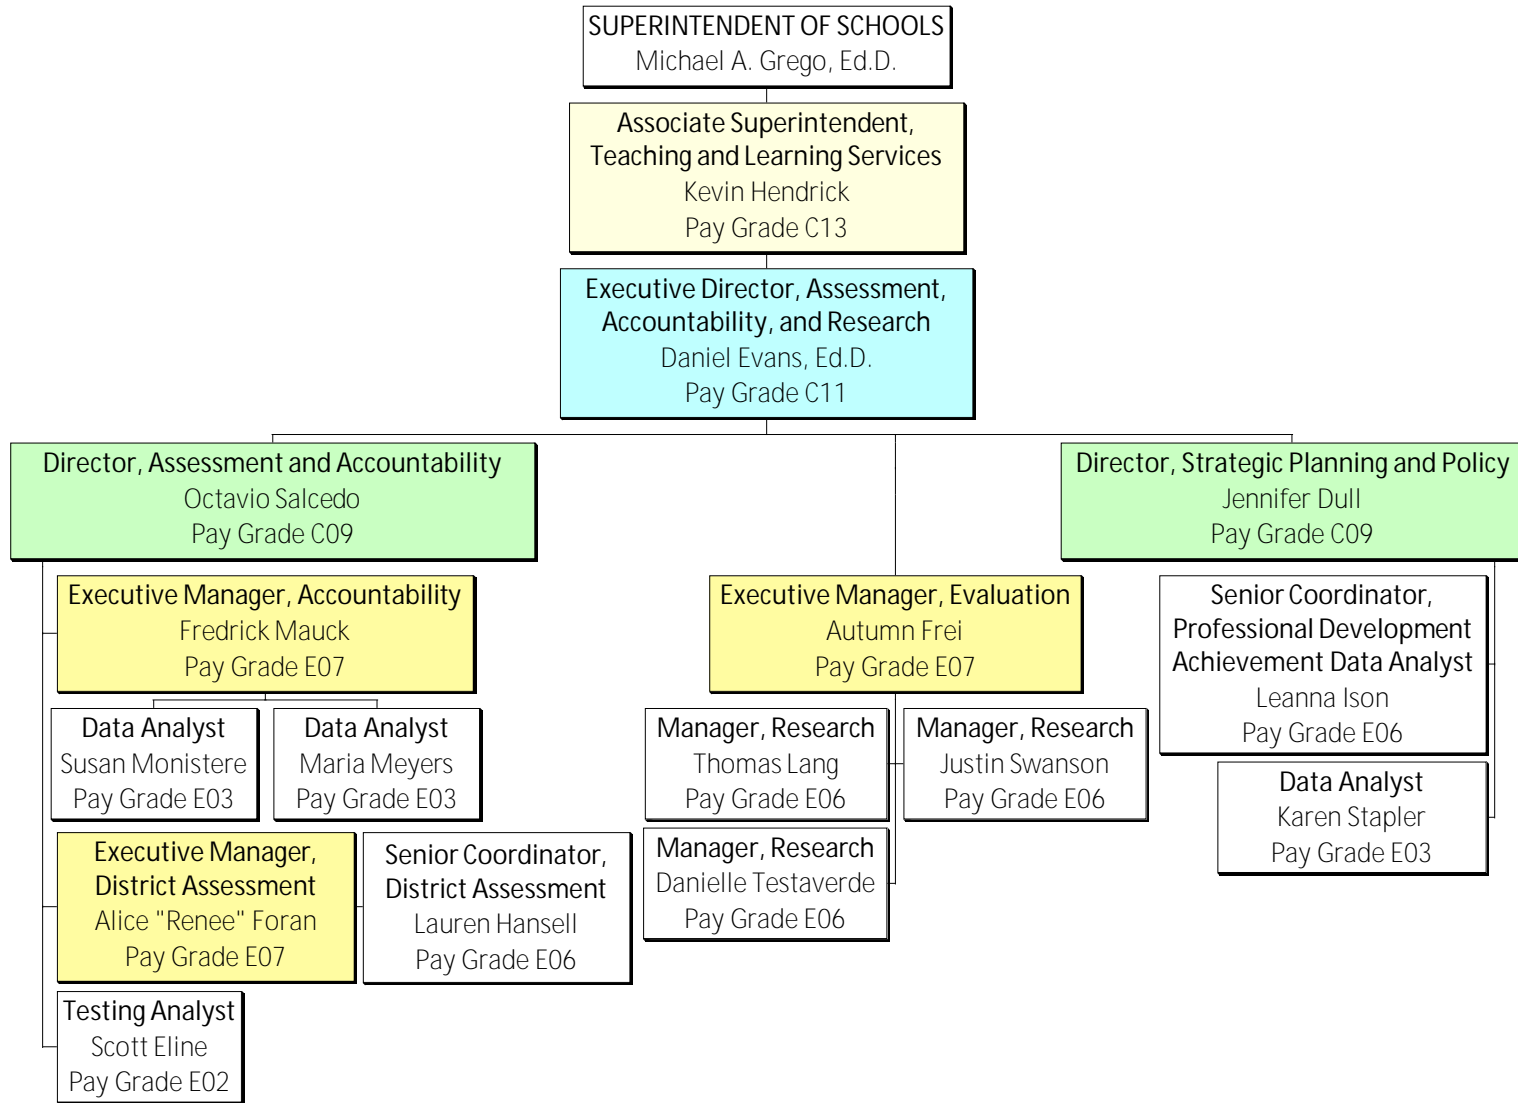 SUPERINTENDENT OF SCHOOLS
Michael A. Grego, Ed.D.
Associate Superintendent,
Teaching and Learning Services
Kevin Hendrick
Pay Grade C13
Executive Director, Assessment,
Accountability, and Research
Daniel Evans, Ed.D.
Pay Grade C11
Director, Assessment and Accountability
Octavio Salcedo
Pay Grade C09
Director, Strategic Planning and Policy
Jennifer Dull
Pay Grade C09
Executive Manager, Accountability
Fredrick Mauck
Pay Grade E07
Executive Manager, Evaluation
Autumn Frei
Pay Grade E07
Senior Coordinator,
Professional Development
Achievement Data Analyst
Leanna Ison
Pay Grade E06
Data Analyst
Susan Monistere
Pay Grade E03
Data Analyst
Maria Meyers
Pay Grade E03
Manager, Research
Thomas Lang
Pay Grade E06
Manager, Research
Justin Swanson
Pay Grade E06
Data Analyst
Karen Stapler
Pay Grade E03
Executive Manager,
District Assessment
Alice "Renee" Foran
Pay Grade E07
Senior Coordinator,
District Assessment
Lauren Hansell
Pay Grade E06
Manager, Research
Danielle Testaverde
Pay Grade E06
Testing Analyst
Scott Eline
Pay Grade E02